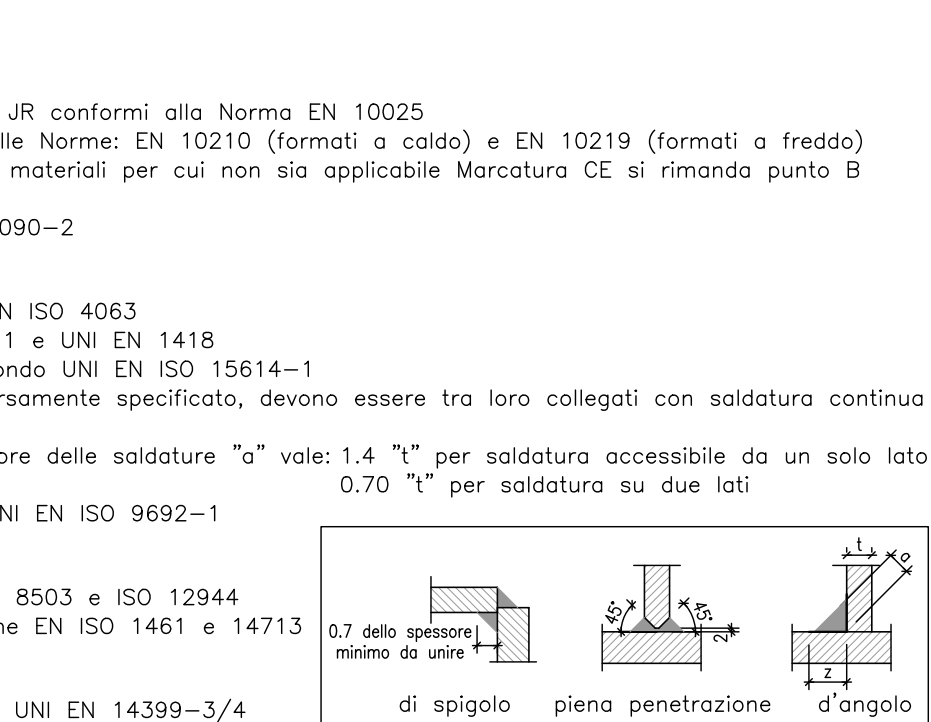 JR conformi alla Norma EN 10025
lle Norme: EN 10210 (formati a caldo) e EN 10219 (formati a freddo)
materiali per cui non sia applicabile Marcatura CE si rimanda punto B
090-2
N ISO 4063
1 e UNI EN 1418
ondo UNI EN ISO 15614-1
rsamente specificato, devono essere tra loro collegati con saldatura continua
ore delle saldature "a" vale: 1.4 "t" per saldatura accessibile da un solo lato
0.70 "t" per saldatura su due lati
NI EN ISO 9692-1
8503 e ISO 12944
ne EN ISO 1461 e 14713
UNI EN 14399-3/4
0.7 dello spessore
minimo da unire
di spigolo
45°
45°
2
piena penetrazione
t
a
z
d'angolo